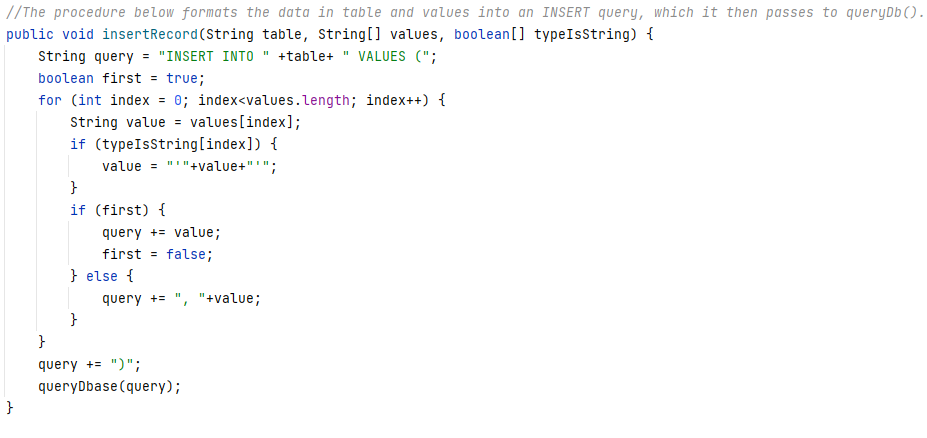 //The procedure below formats the data in table and values into an INSERT query, which it then passes to queryDb().
public void insertRecord(String table, String[] values, boolean[] typeIsString) {
    String query = "INSERT INTO " +table+ " VALUES (";
    boolean first = true;
    for (int index = 0; index<values.length; index++) {
        String value = values[index];
        if (typeIsString[index]) {
            value = "'"+value+"'";
        }
        if (first) {
            query += value;
            first = false;
        } else {
            query += ", "+value;
        }
    }
    query += ")";
    queryDbase(query);
}